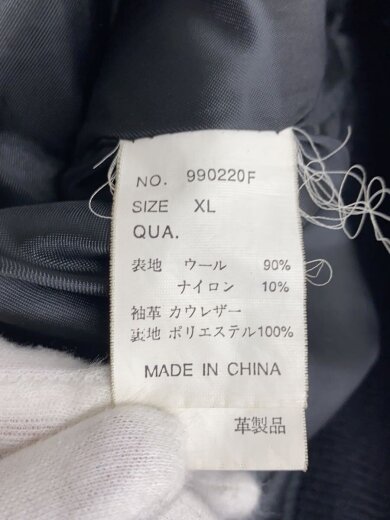 NO. 990220F
SIZE XL
QUA.
表地 ウール 90%
ナイロン 10%
袖革 カウレザー
裏地 ポリエステル100%
MADE IN CHINA
革製品